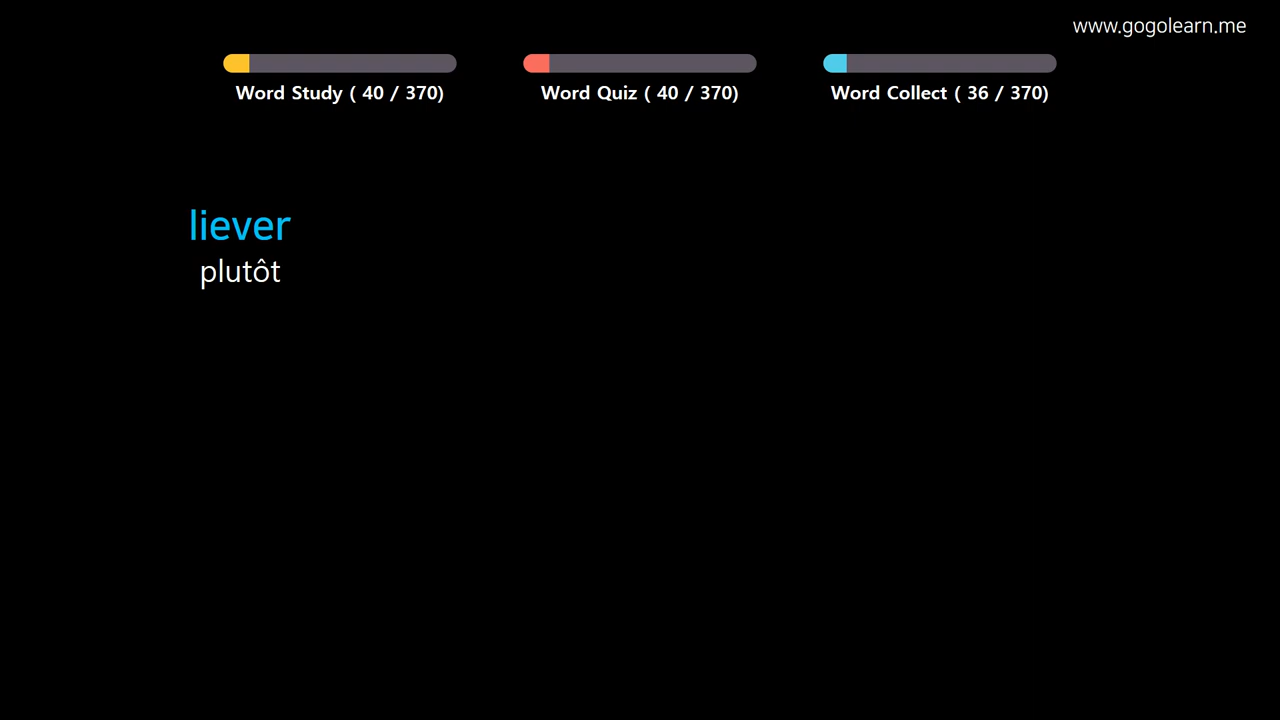 www.gogolearn.me
Word Study ( 40 / 370)
Word Quiz ( 40 / 370)
Word Collect ( 36 / 370)
liever
plutôt